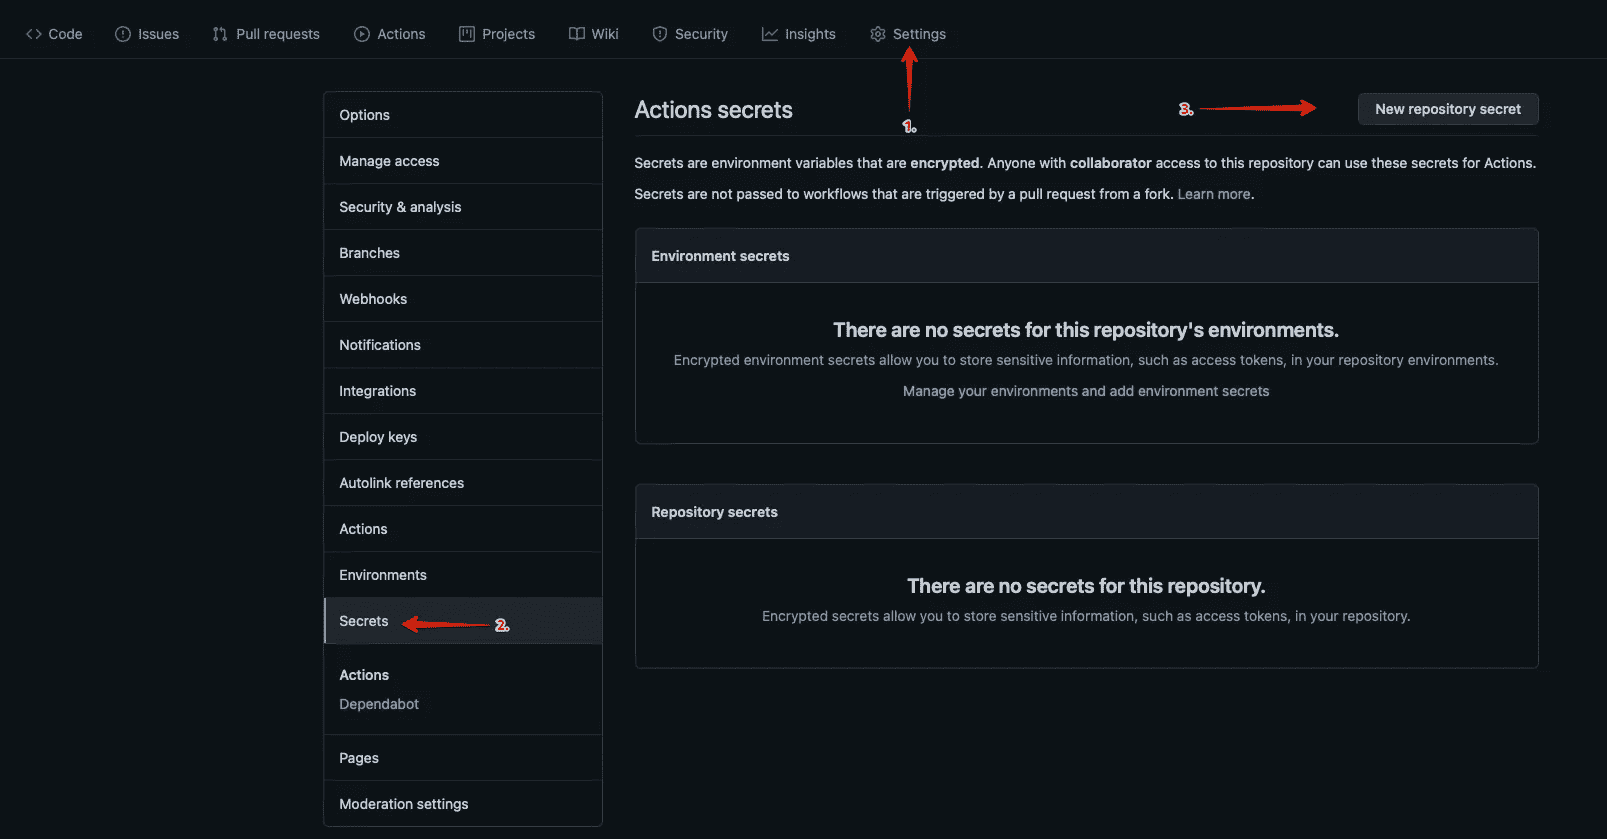 Code Issues Pull requests Actions Projects Wiki Security Insights Settings
1.
Options
Manage access
Security & analysis
Branches
Webhooks
Notifications
Integrations
Deploy keys
Autolink references
Actions
Environments
Secrets 2.
Actions
Dependabot
Pages
Moderation settings
Actions secrets 3. New repository secret
Secrets are environment variables that are encrypted. Anyone with collaborator access to this repository can use these secrets for Actions.
Secrets are not passed to workflows that are triggered by a pull request from a fork. Learn more.
Environment secrets
There are no secrets for this repository's environments.
Encrypted environment secrets allow you to store sensitive information, such as access tokens, in your repository environments.
Manage your environments and add environment secrets
Repository secrets
There are no secrets for this repository.
Encrypted secrets allow you to store sensitive information, such as access tokens, in your repository.